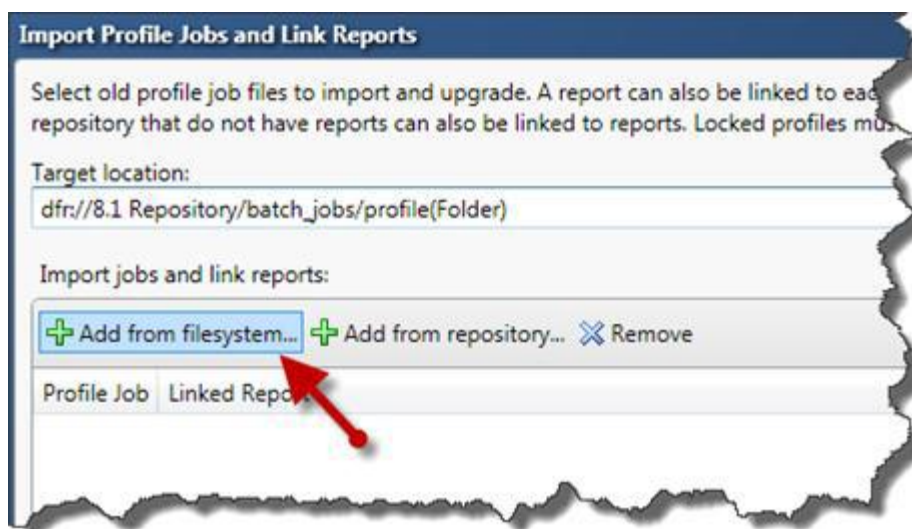 Import Profile Jobs and Link Reports
Select old profile job files to import and upgrade. A report can also be linked to
repository that do not have reports can also be linked to reports. Locked profiles
Target location:
dfr://8.1 Repository/batch_jobs/profile(Folder)
Import jobs and link reports:
Add from filesystem... Add from repository... Remove
Profile Job Linked